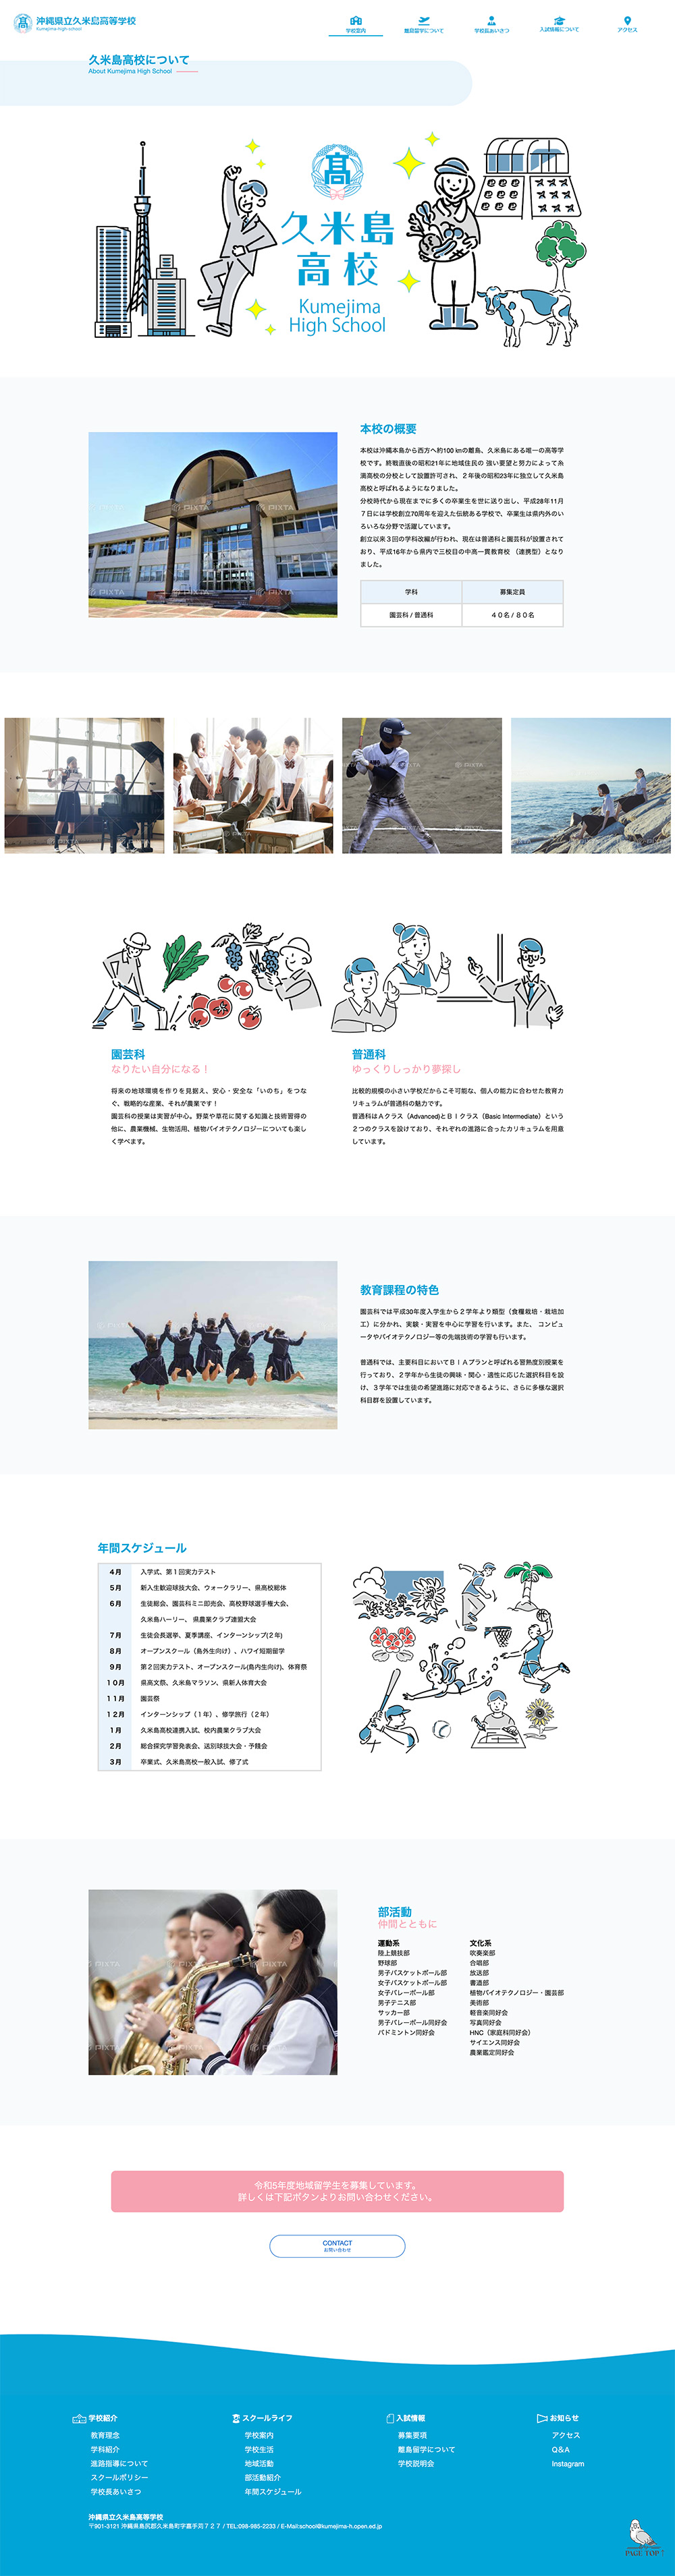 沖縄県立久米島高等学校
Kumejima High-school
学校案内
離島留学について
学校長あいさつ
入試情報について
アクセス
久米島高校について
About Kumejima High School
髙
久米島
高校
Kumejima
High School
本校の概要
本校は沖縄本島から西方へ約100 kmの離島、久米島にある唯一の高等学
校です。終戦直後の昭和21年に地域住民の 強い要望と努力によって糸
満高校の分校として設置許可され、２年後の昭和23年に独立して久米島
高校と呼ばれるようになりました。
分校時代から現在までに多くの卒業生を世に送り出し、平成28年11月
７日には学校創立70周年を迎えた伝統ある学校で、卒業生は県内外のい
ろいろな分野で活躍しています。
創立以来３回の学科改編が行われ、現在は普通科と園芸科が設置されて
おり、平成16年から県内で三校目の中高一貫教育校 （連携型）となり
ました。
学科 募集定員
園芸科 / 普通科 ４０名 / ８０名
園芸科
なりたい自分になる！
将来の地球環境を作りを見据え、安心・安全な「いのち」をつな
ぐ、戦略的な産業、それが農業です！
園芸科の授業は実習が中心。野菜や草花に関する知識と技術習得の
他に、農業機械、生物活用、植物バイオテクノロジーについても楽し
く学べます。
普通科
ゆっくりしっかり夢探し
比較的規模の小さい学校だからこそ可能な、個人の能力に合わせた教育カ
リキュラムが普通科の魅力です。
普通科はAクラス（Advanced)とＢＩクラス（Basic Intermediate）という
２つのクラスを設けており、それぞれの進路に合ったカリキュラムを用意
しています。
教育課程の特色
園芸科では平成30年度入学生から２学年より類型（食糧栽培・栽培加
工）に分かれ、実験・実習を中心に学習を行います。また、 コンピュ
ータやバイオテクノロジー等の先端技術の学習も行います。
普通科では、主要科目においてＢＩＡプランと呼ばれる習熟度別授業を
行っており、２学年から生徒の興味・関心・適性に応じた選択科目を設
け、３学年では生徒の希望進路に対応できるように、さらに多様な選択
科目群を設置しています。
年間スケジュール
４月 入学式、第１回実力テスト
５月 新入生歓迎球技大会、ウォークラリー、県高校総体
６月 生徒総会、園芸科ミニ即売会、高校野球選手権大会、
久米島ハーリー、 県農業クラブ連盟大会
７月 生徒会長選挙、夏季講座、インターンシップ(２年)
８月 オープンスクール（島外生向け）、ハワイ短期留学
９月 第２回実力テスト、オープンスクール(島内生向け)、体育祭
１０月 県高文祭、久米島マラソン、県新人体育大会
１１月 園芸祭
１２月 インターンシップ（１年）、修学旅行（２年）
１月 久米島高校連携入試、校内農業クラブ大会
２月 総合探究学習発表会、送別球技大会・予餞会
３月 卒業式、久米島高校一般入試、修了式
部活動
仲間とともに
運動系
陸上競技部
野球部
男子バスケットボール部
女子バスケットボール部
女子バレーボール部
男子テニス部
サッカー部
男子バレーボール同好会
バドミントン同好会
文化系
吹奏楽部
合唱部
放送部
書道部
植物バイオテクノロジー・園芸部
美術部
軽音楽同好会
写真同好会
HNC（家庭科同好会）
サイエンス同好会
農業鑑定同好会
令和5年度地域留学生を募集しています。
詳しくは下記ボタンよりお問い合わせください。
CONTACT
お問い合わせ
学校紹介
教育理念
学科紹介
進路指導について
スクールポリシー
学校長あいさつ
スクールライフ
学校案内
学校生活
地域活動
部活動紹介
年間スケジュール
入試情報
募集要項
離島留学について
学校説明会
お知らせ
アクセス
Q&A
Instagram
沖縄県立久米島高等学校
〒901-3121 沖縄県島尻郡久米島町字嘉手苅７２７ / TEL:098-985-2233 / E-Mail:school@kumejima-h.open.ed.jp
PAGE TOP↑